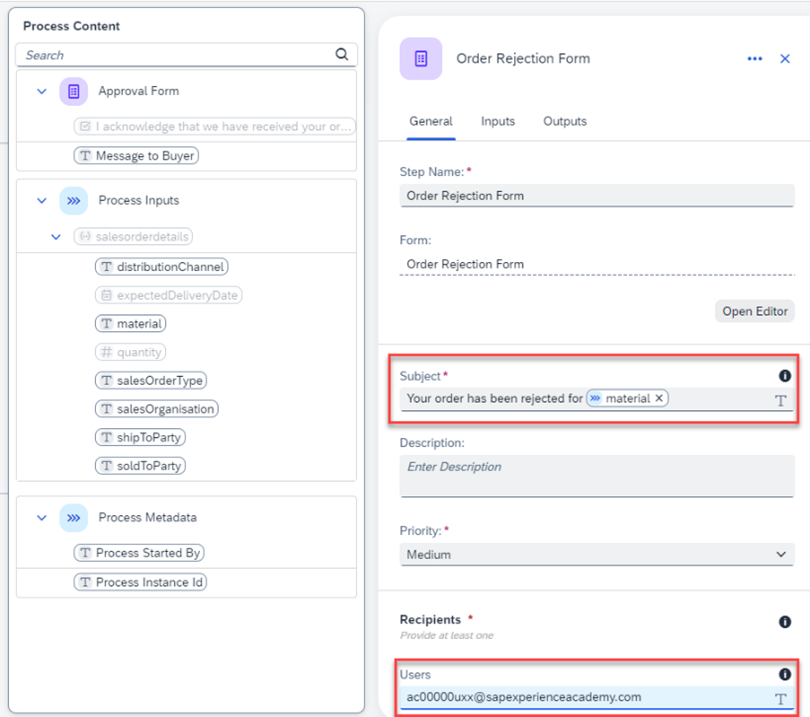 Process Content
Search
Approval Form
I acknowledge that we have received your or...
Message to Buyer
Process Inputs
salesorderdetails
distributionChannel
expectedDeliveryDate
material
# quantity
salesOrderType
salesOrganisation
shipToParty
soldToParty
Process Metadata
Process Started By
Process Instance Id
Order Rejection Form
General Inputs Outputs
Step Name: *
Order Rejection Form
Form:
Order Rejection Form
Open Editor
Subject *
Your order has been rejected for material
Description:
Enter Description
Priority: *
Medium
Recipients *
Provide at least one
Users
ac00000uxx@sapexperienceacademy.com